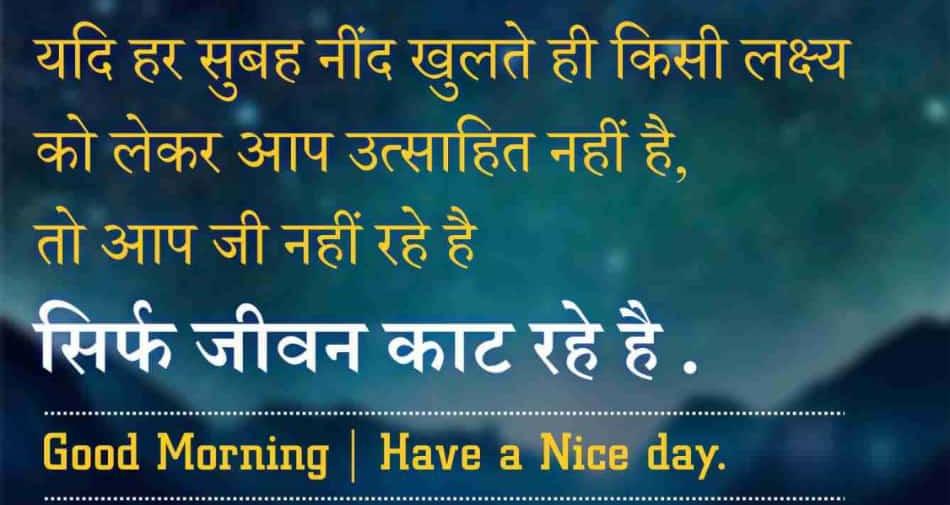 यदि हर सुबह नींद खुलते ही किसी लक्ष्य
को लेकर आप उत्साहित नहीं है,
तो आप जी नहीं रहे है
सिर्फ जीवन काट रहे है .
Good Morning | Have a Nice day.